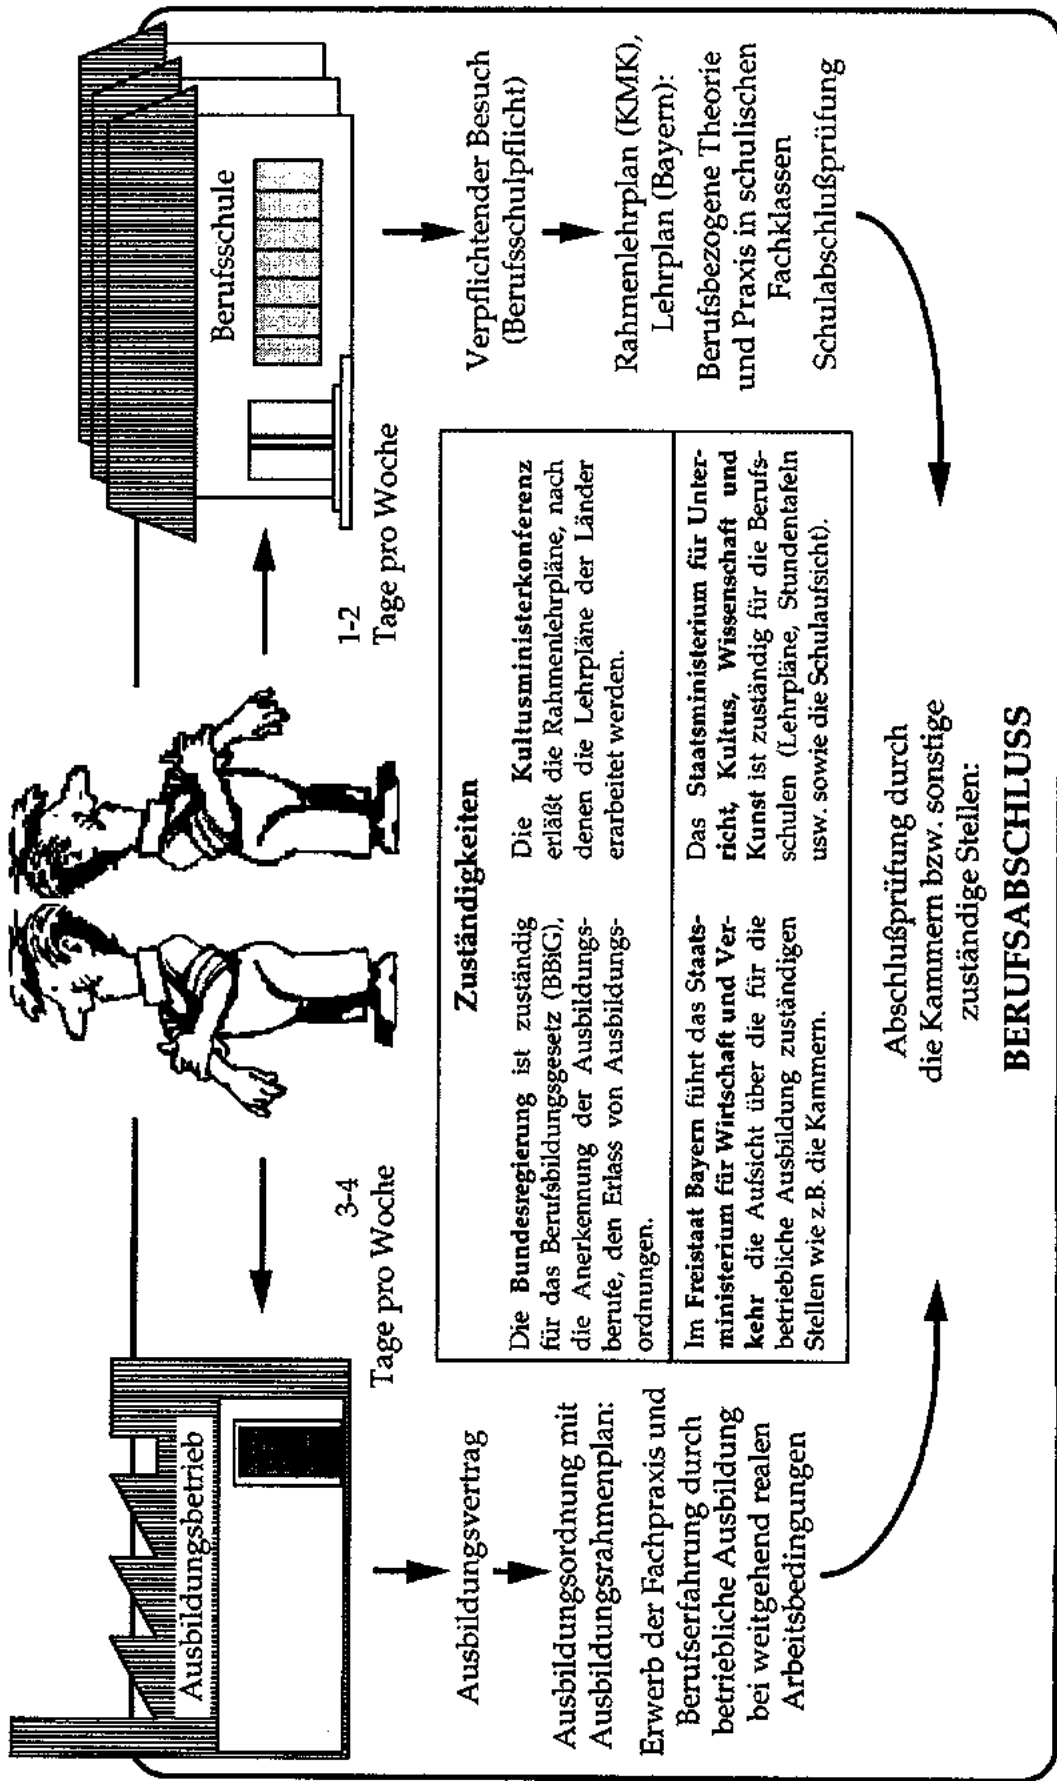 Ausbildungsbetrieb
Berufsschule
3-4
Tage pro Woche
1-2
Tage pro Woche
Ausbildungsvertrag
Ausbildungsordnung mit
Ausbildungsrahmenplan:
Erwerb der Fachpraxis und
Berufserfahrung durch
betriebliche Ausbildung
bei weitgehend realen
Arbeitsbedingungen
Zuständigkeiten
Die Bundesregierung ist zuständig
für das Berufsbildungsgesetz (BBiG),
die Anerkennung der Ausbildungs-
berufe, den Erlass von Ausbildungs-
ordnungen.
Die Kultusministerkonferenz
erläßt die Rahmenlehrpläne, nach
denen die Lehrpläne der Länder
erarbeitet werden.
Im Freistaat Bayern führt das Staats-
ministerium für Wirtschaft und Ver-
kehr die Aufsicht über die für die
betriebliche Ausbildung zuständigen
Stellen wie z.B. die Kammern.
Das Staatsministerium für Unter-
richt, Kultus, Wissenschaft und
Kunst ist zuständig für die Berufs-
schulen (Lehrpläne, Stundentafeln
usw. sowie die Schulaufsicht).
Verpflichtender Besuch
(Berufsschulpflicht)
Rahmenlehrplan (KMK),
Lehrplan (Bayern):
Berufsbezogene Theorie
und Praxis in schulischen
Fachklassen
Schulabschlußprüfung
Abschlußprüfung durch
die Kammern bzw. sonstige
zuständige Stellen:
BERUFSABSCHLUSS